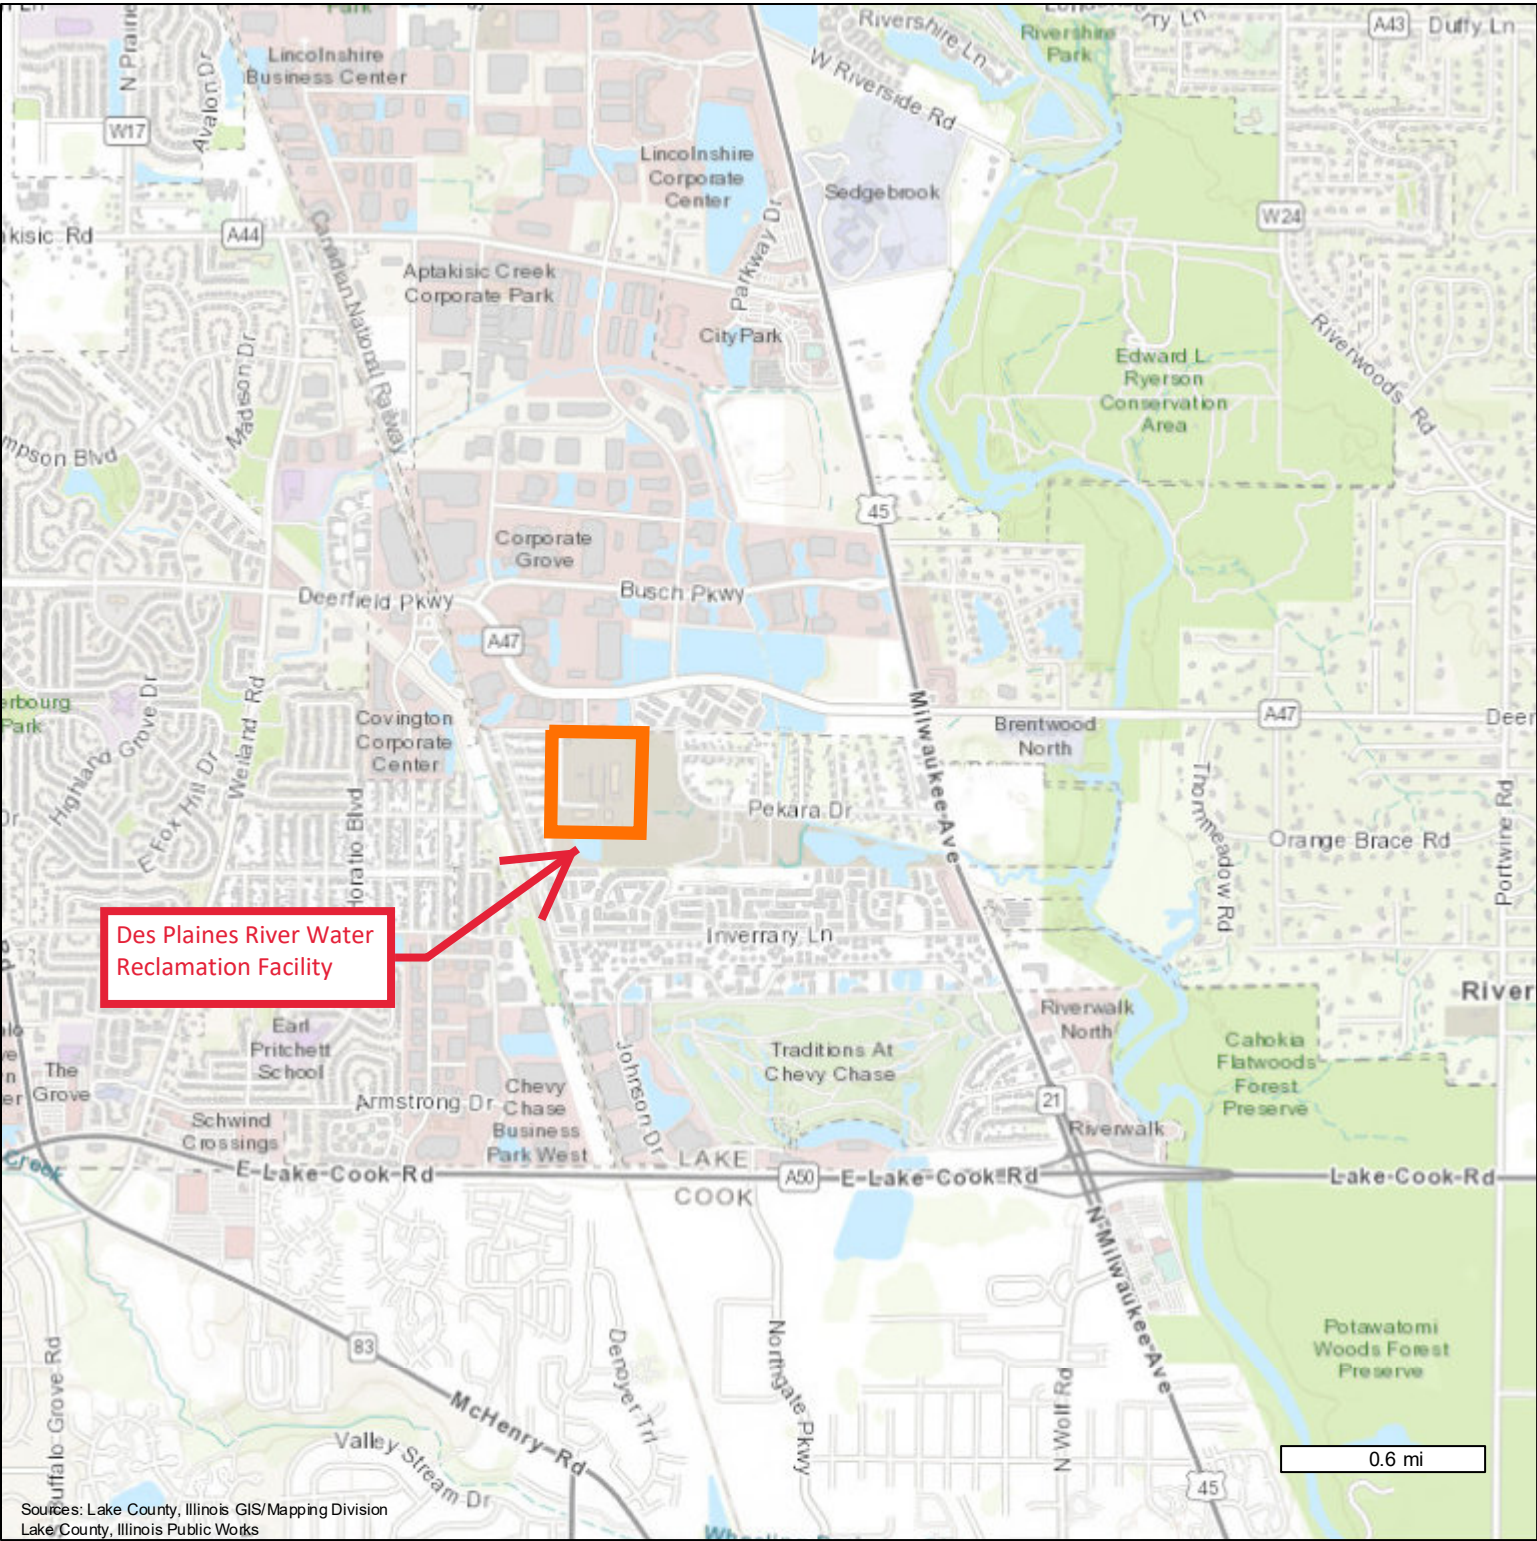 N Prairie
Avalon Dr
Lincolnshire
Business Center
Park
Rivershire Ln
Rivershire
Park
A43
Duffy Ln
W Riverside Rd
W17
Lincolnshire
Corporate
Center
Sedgebrook
W24
kisic Rd
A44
Canadian National Railway
Parkway Dr
Aptakisic Creek
Corporate Park
CityPark
Riverwoods Rd
Madison Dr
Edward L
Ryerson
Conservation
Area
mpson Blvd
45
Corporate
Grove
Deerfield Pkwy
Busch Pkwy
A47
erbourg
Park
Highland Grove Dr
E Fox Hill Dr
Weiland Rd
Covington
Corporate
Center
Milwaukee Ave
Brentwood
North
A47
Deer
Dr
Horatio Blvd
Pekara Dr
Thornmeadow Rd
Orange Brace Rd
Portwine Rd
Des Plaines River Water
Reclamation Facility
Inverrary Ln
Rd
River
Earl
Pritchett
School
Riverwalk
North
Traditions At
Chevy Chase
Cahokia
Flatwoods
Forest
Preserve
The
Grove
Johnson Dr
Armstrong Dr
Chevy
Chase
Business
Park West
21
Schwind
Crossings
Riverwalk
Creek
E Lake Cook Rd
LAKE
COOK
A50
E Lake Cook Rd
Lake Cook Rd
N Milwaukee Ave
Potawatomi
Woods Forest
Preserve
83
McHenry Rd
Buffalo Grove Rd
Denoyer Trl
Northgate Pkwy
N Wolf Rd
Valley Stream Dr
45
0.6 mi
Sources: Lake County, Illinois GIS/Mapping Division
Lake County, Illinois Public Works